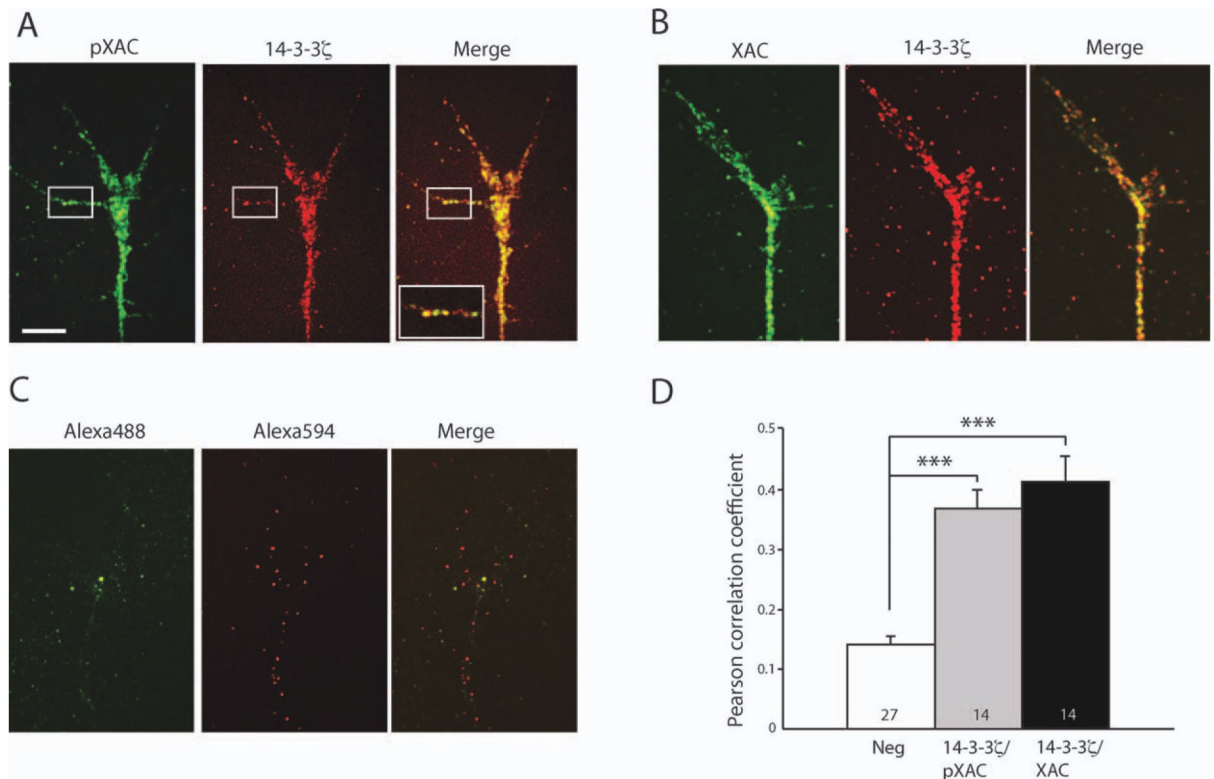 A
pXAC
14-3-3ζ
Merge
B
XAC
14-3-3ζ
Merge
C
Alexa488
Alexa594
Merge
D
Pearson correlation coefficient
0.5
0.4
0.3
0.2
0.1
0
***
***
27
14
14
Neg
14-3-3ζ/
pXAC
14-3-3ζ/
XAC